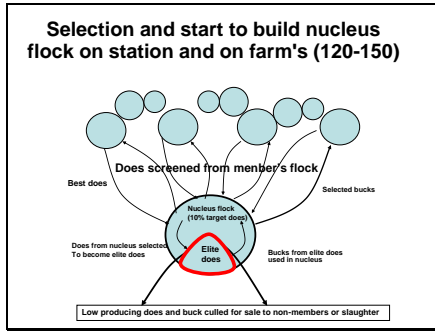 Selection and start to build nucleus
flock on station and on farm's (120-150)
Does screened from menber's flock
Best does
Selected bucks
Nucleus flock
(10% target does)
Does from nucleus selected
To become elite does
Elite
does
Bucks from elite does
used in nucleus
Low producing does and buck culled for sale to non-members or slaughter